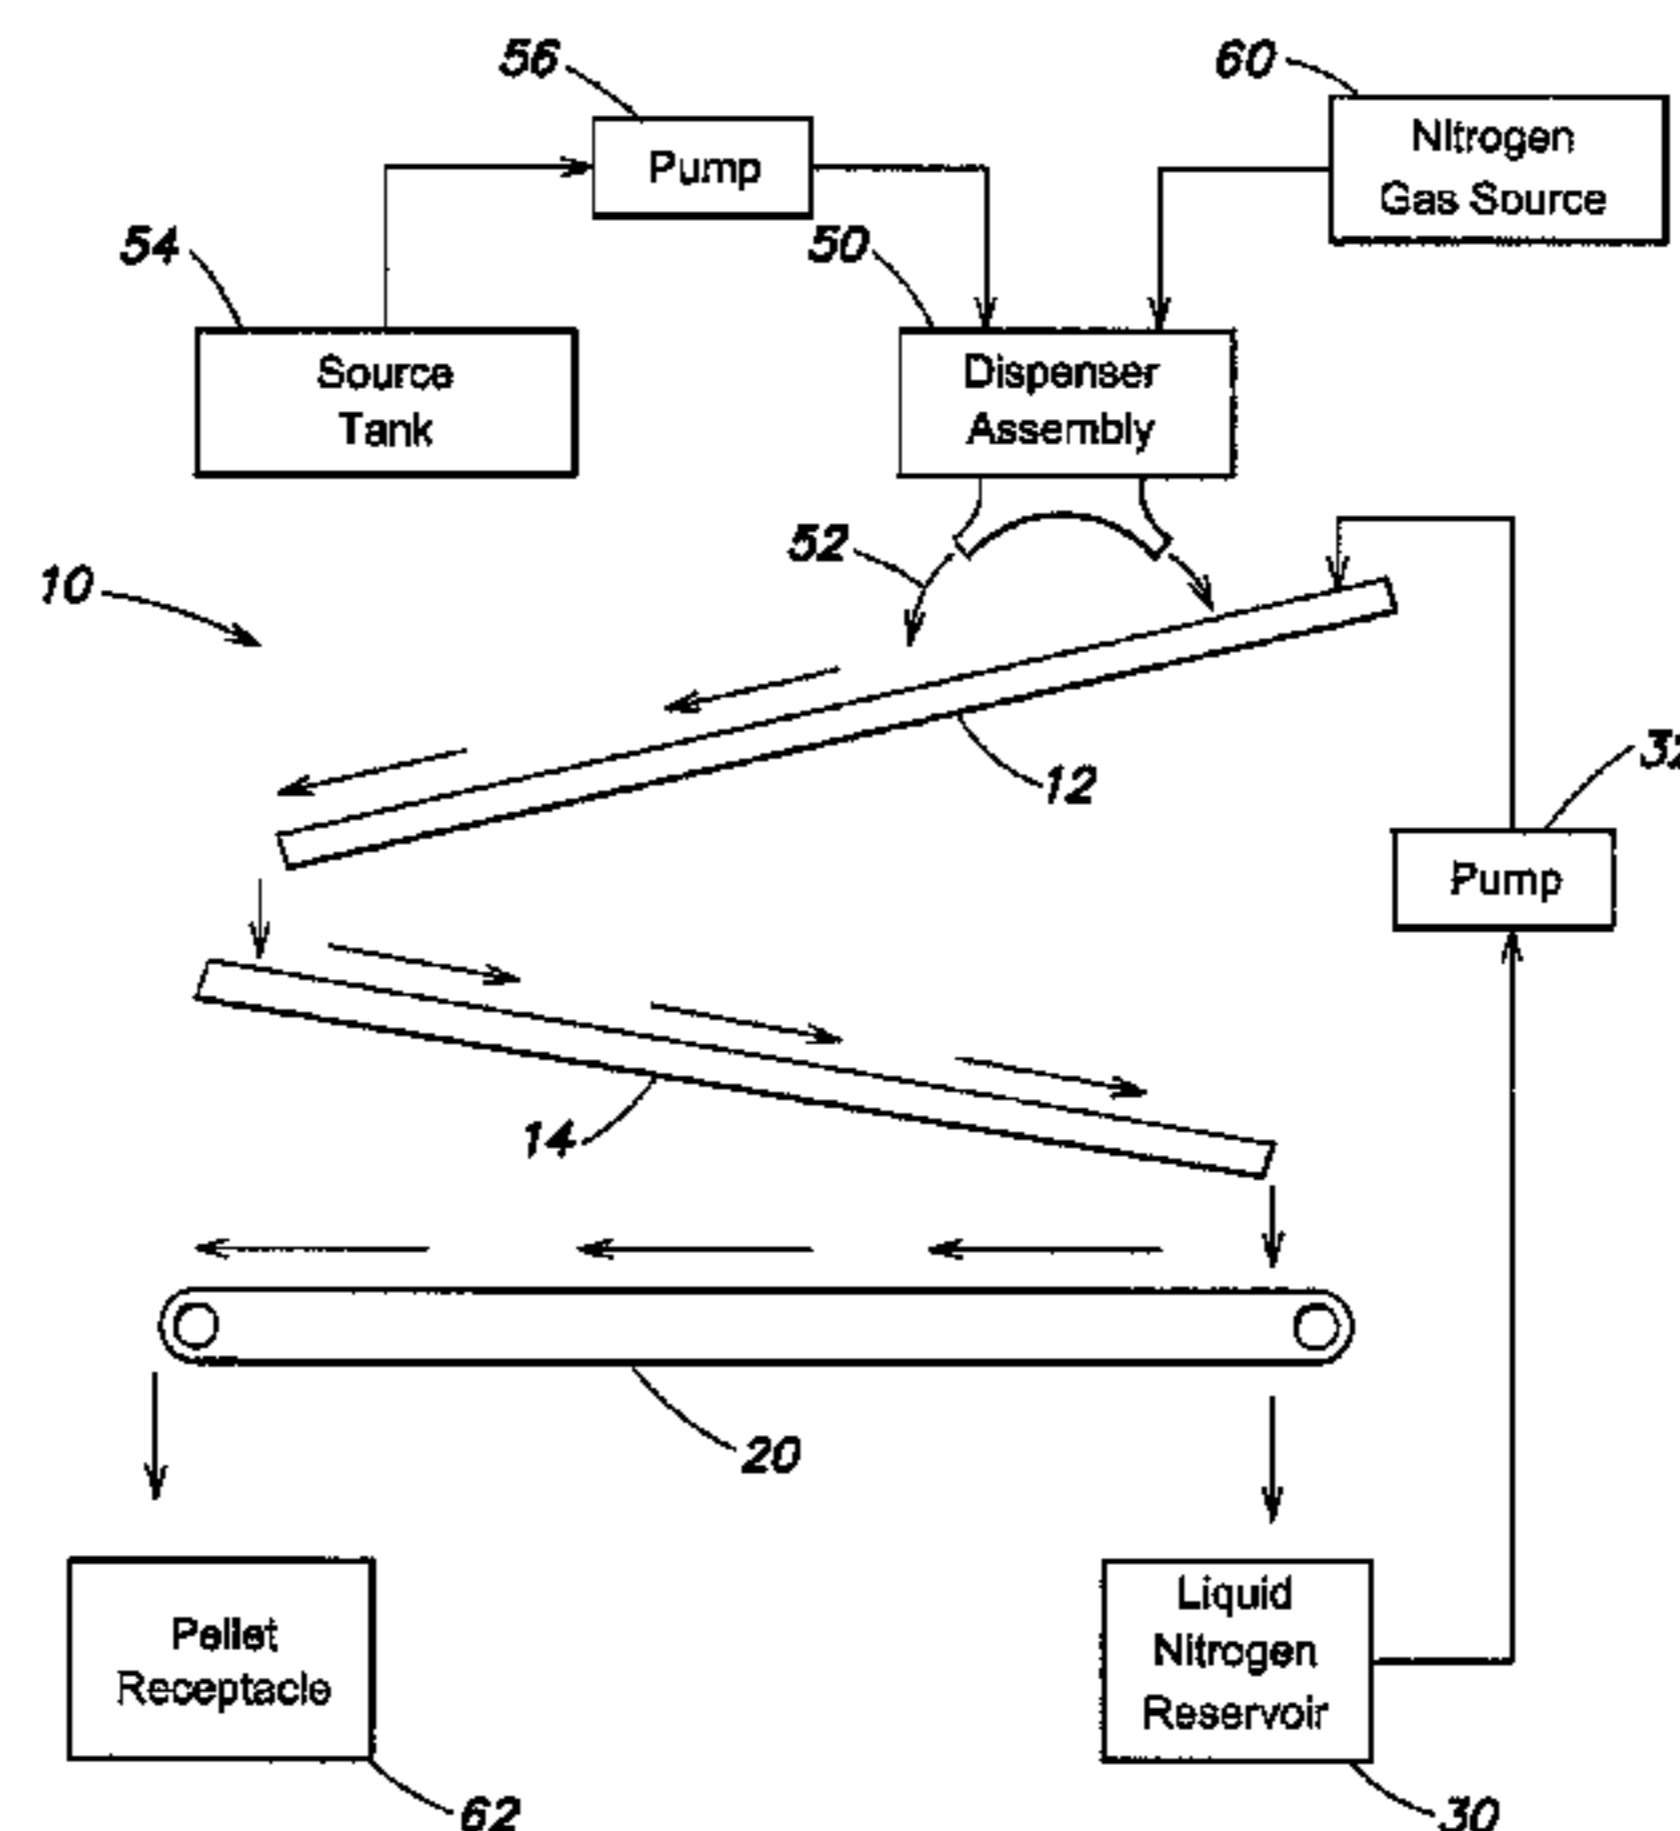 56
60
Pump
Nitrogen
Gas Source
54
50
Source
Tank
Dispenser
Assembly
52
10
12
32
Pump
14
20
Pellet
Receptacle
Liquid
Nitrogen
Reservoir
62
30